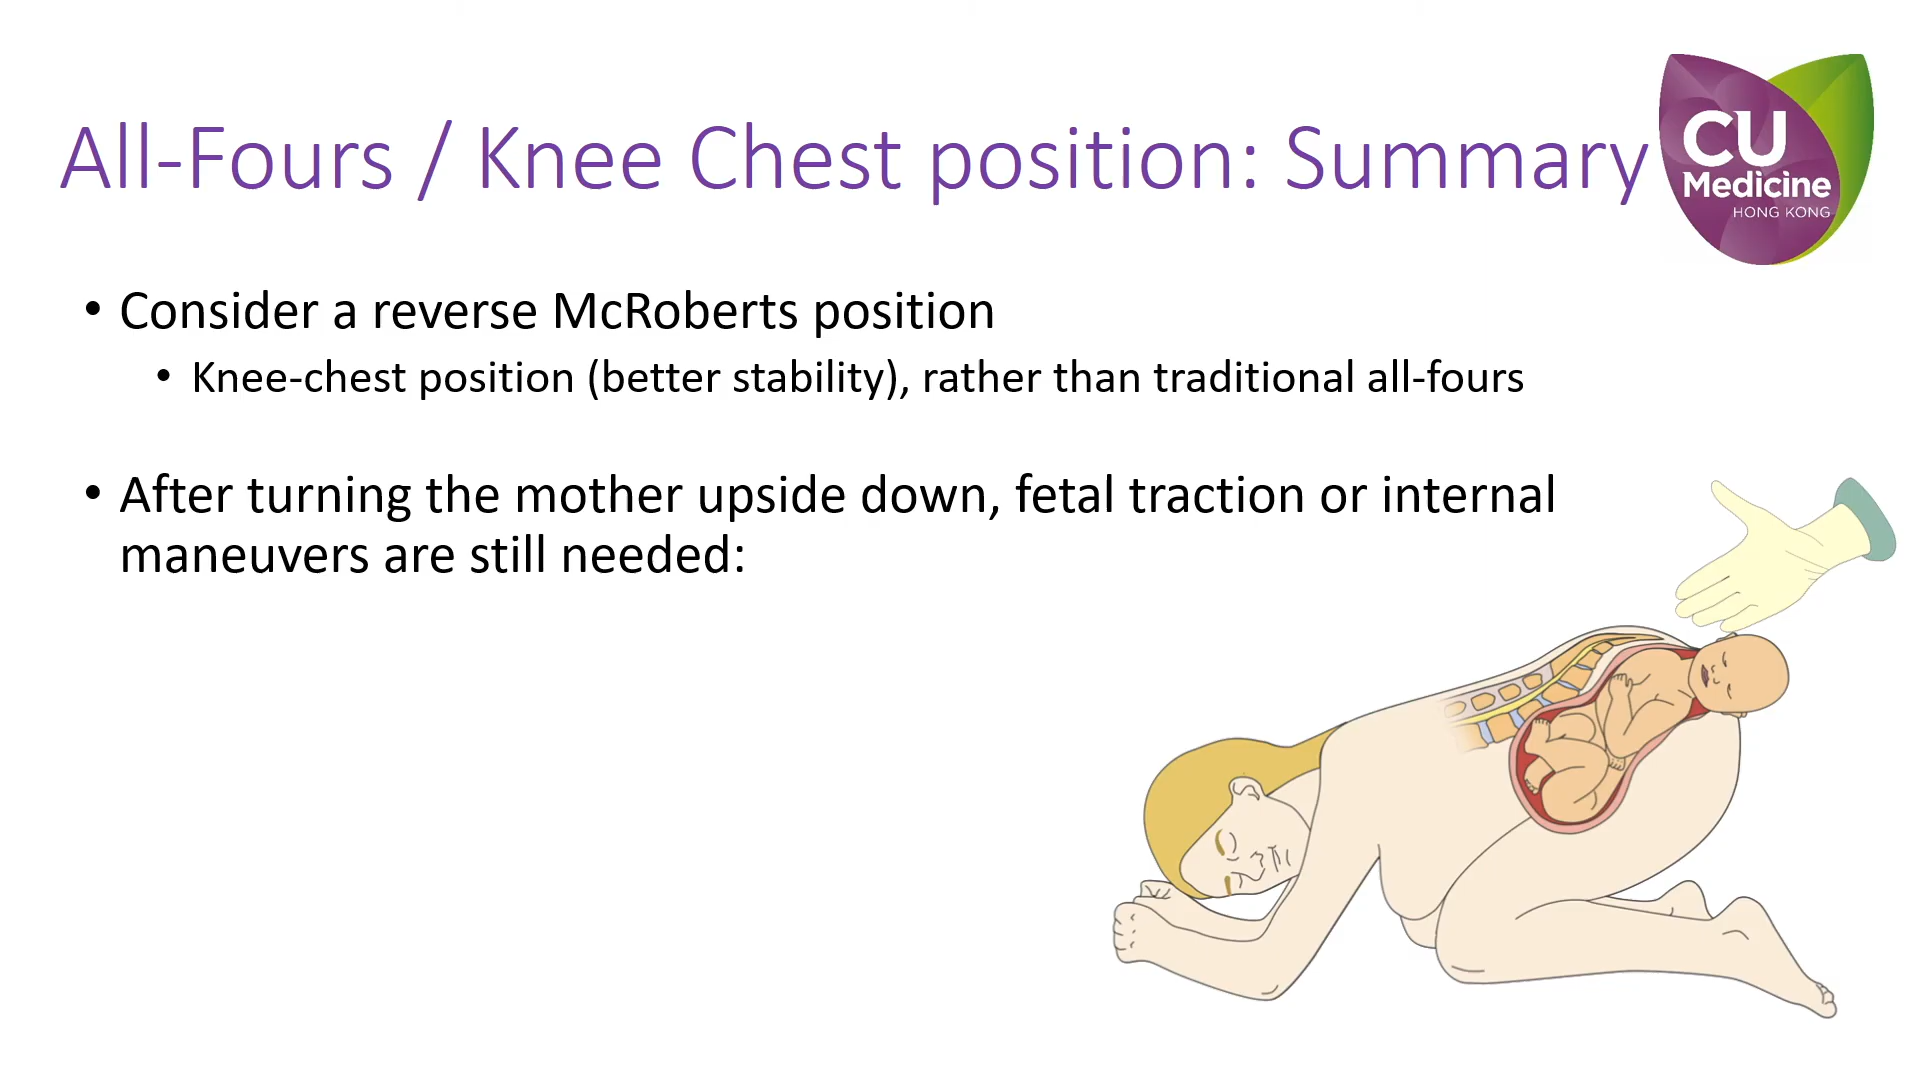 All-Fours / Knee Chest position: Summary
CU
Medicine
HONG KONG
• Consider a reverse McRoberts position
• Knee-chest position (better stability), rather than traditional all-fours
• After turning the mother upside down, fetal traction or internal
maneuvers are still needed: